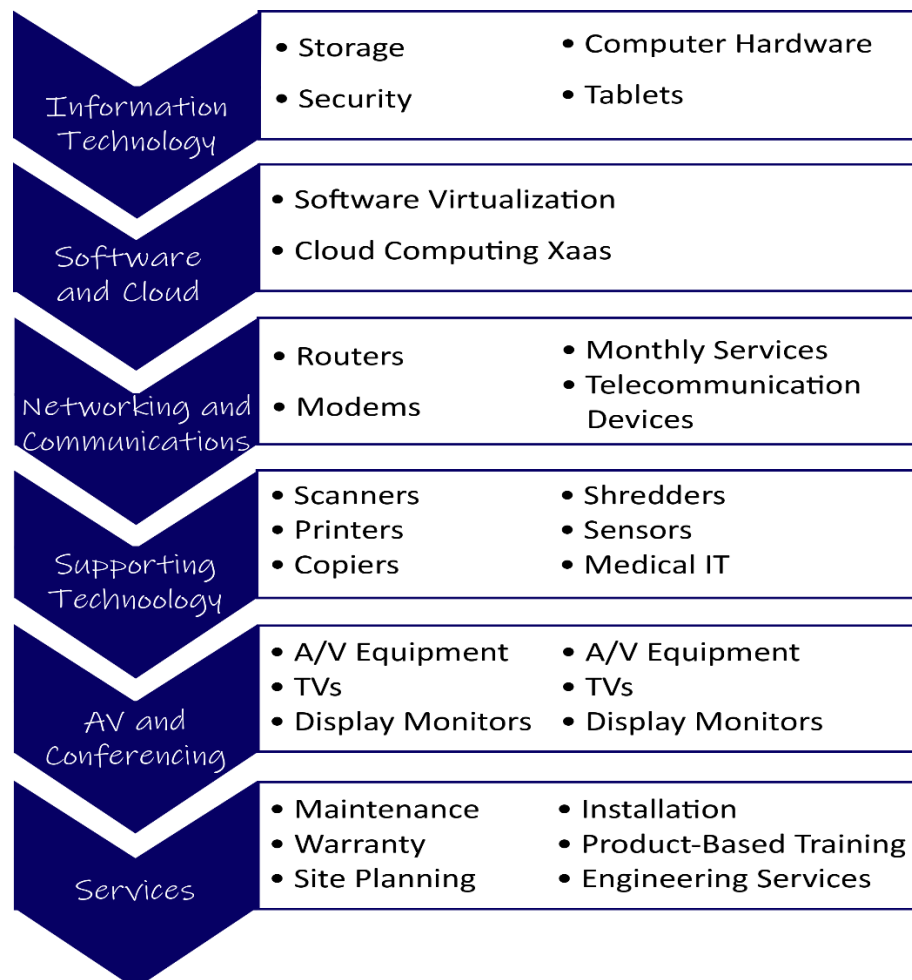 Information
Technology
• Storage
• Security
• Computer Hardware
• Tablets
Software
and Cloud
• Software Virtualization
• Cloud Computing Xaas
Networking and
Communications
• Routers
• Modems
• Monthly Services
• Telecommunication
Devices
Supporting
Technoology
• Scanners
• Printers
• Copiers
• Shredders
• Sensors
• Medical IT
AV and
Conferencing
• A/V Equipment
• TVs
• Display Monitors
• A/V Equipment
• TVs
• Display Monitors
Services
• Maintenance
• Warranty
• Site Planning
• Installation
• Product-Based Training
• Engineering Services